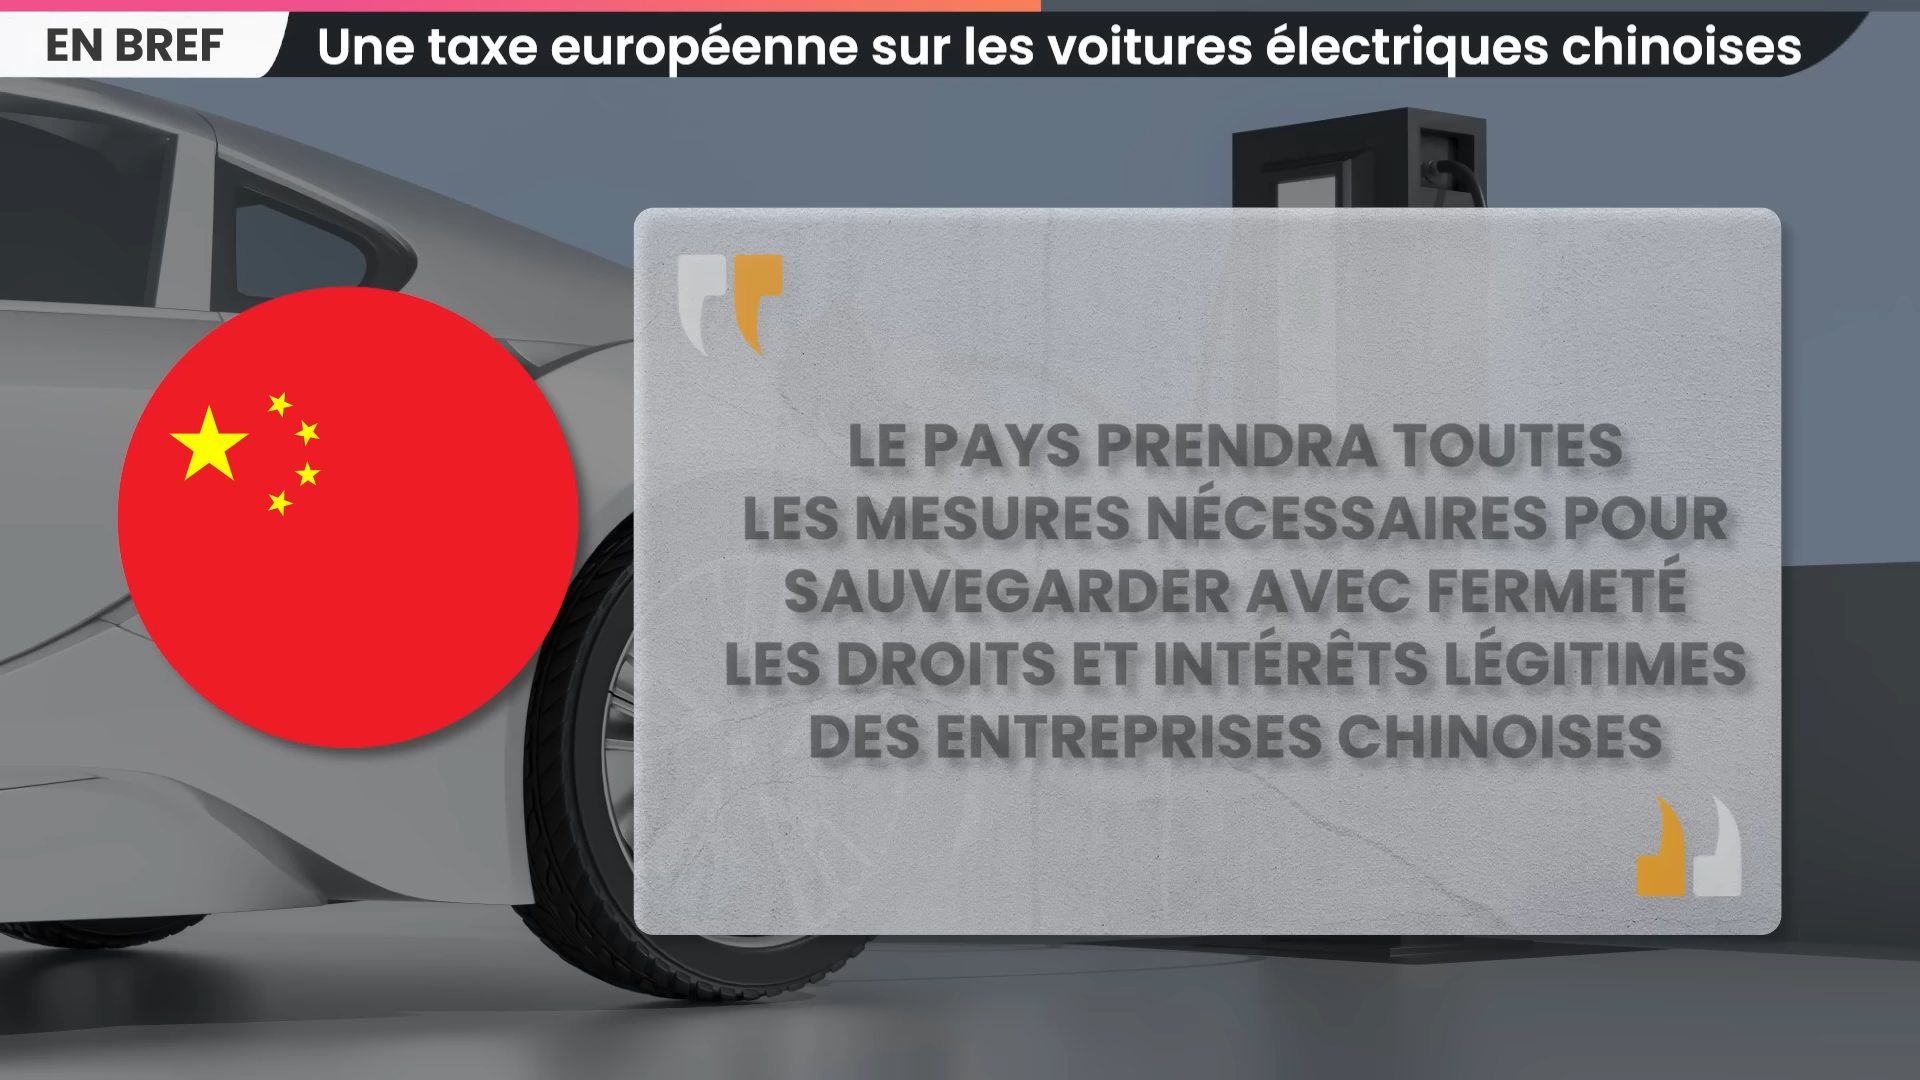 EN BREF
Une taxe européenne sur les voitures électriques chinoises
LE PAYS PRENDRA TOUTES
LES MESURES NÉCESSAIRES POUR
SAUVEGARDER AVEC FERMETÉ
LES DROITS ET INTÉRÊTS LÉGITIMES
DES ENTREPRISES CHINOISES